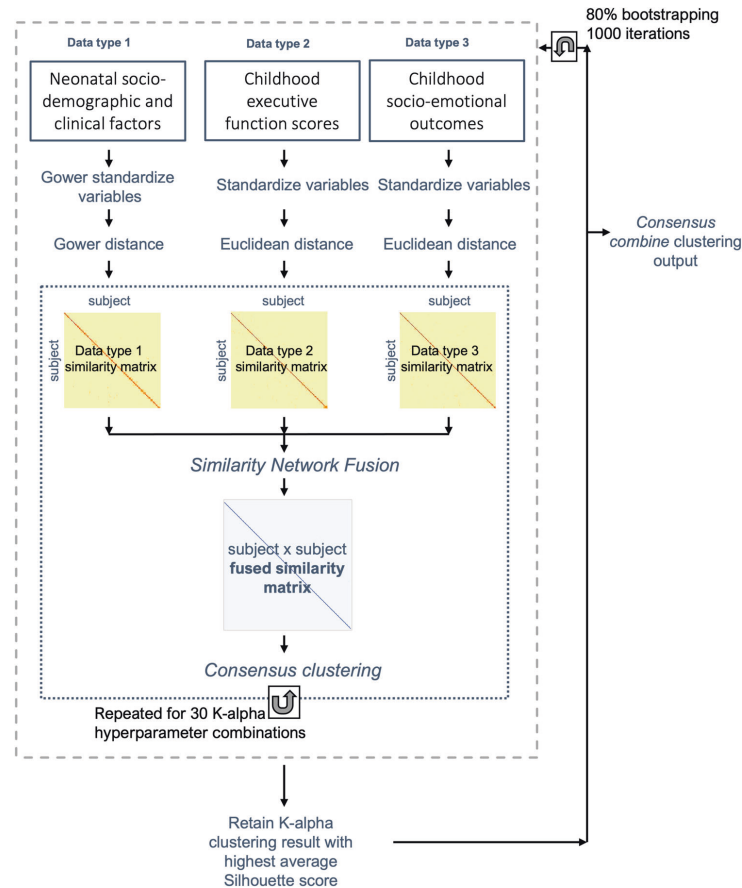 80% bootstrapping
1000 iterations
Data type 1
Data type 2
Data type 3
Neonatal socio-
demographic and
clinical factors
Childhood
executive
function scores
Childhood
socio-emotional
outcomes
Gower standardize
variables
Standardize variables
Standardize variables
Gower distance
Euclidean distance
Euclidean distance
Consensus
combine clustering
output
subject
subject
subject
subject
Data type 1
similarity matrix
subject
Data type 2
similarity matrix
subject
Data type 3
similarity matrix
Similarity Network Fusion
subject x subject
fused similarity
matrix
Consensus clustering
Repeated for 30 K-alpha
hyperparameter combinations
Retain K-alpha
clustering result with
highest average
Silhouette score